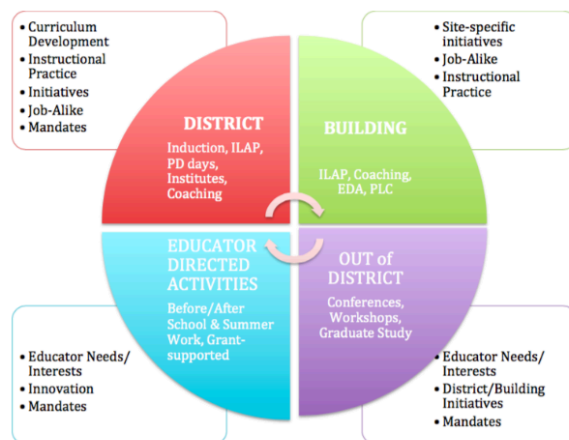 • Curriculum
Development
• Instructional
Practice
• Initiatives
• Job-Alike
• Mandates
• Site-specific
initiatives
• Job-Alike
• Instructional
Practice
DISTRICT
Induction, ILAP,
PD days,
Institutes,
Coaching
BUILDING
ILAP, Coaching,
EDA, PLC
EDUCATOR
DIRECTED
ACTIVITIES
Before/After
School & Summer
Work, Grant-
supported
OUT of
DISTRICT
Conferences,
Workshops,
Graduate Study
• Educator Needs/
Interests
• Innovation
• Mandates
• Educator Needs/
Interests
• District/Building
Initiatives
• Mandates